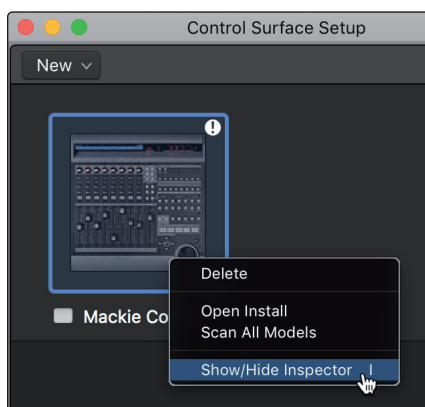 Control Surface Setup
New
!
Delete
Open Install
Mackie Co
Scan All Models
Show/Hide Inspector I